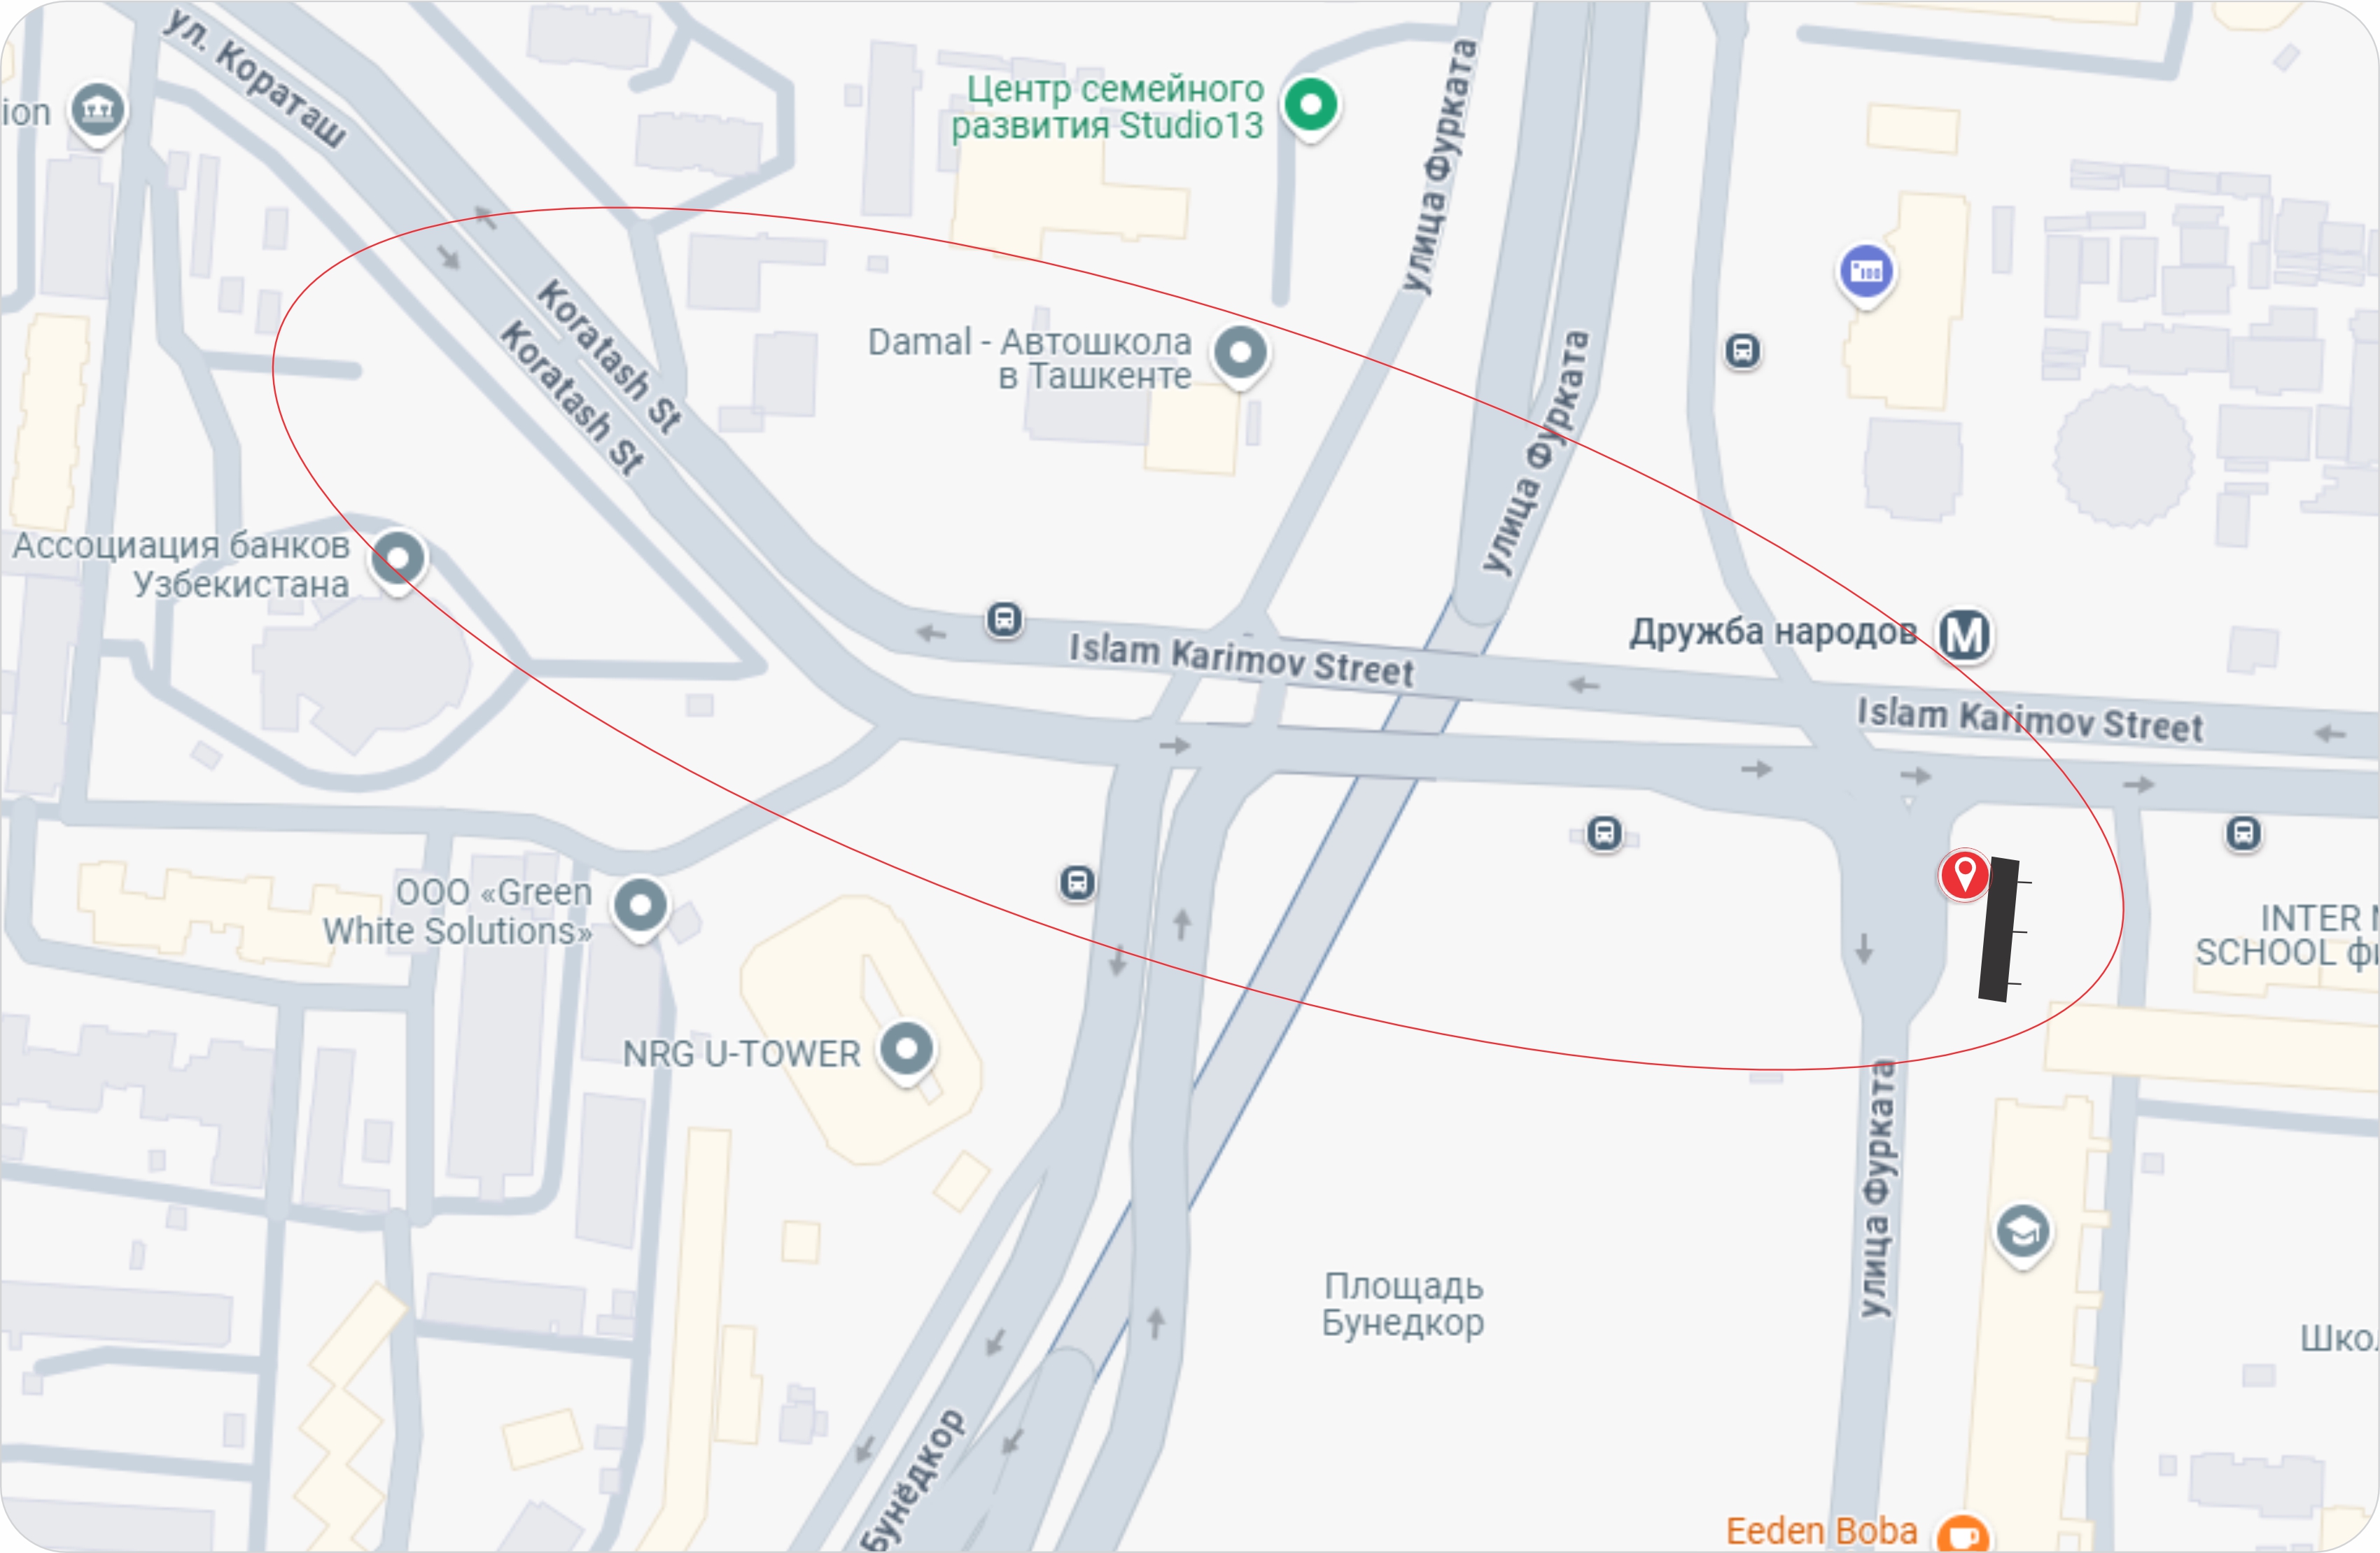 ул. Кораташ
ion
Центр семейного
развития Studio13
улица Фурката
Koratash St
Koratash St
Damal - Автошкола
в Ташкенте
улица Фурката
100
Ассоциация банков
Узбекистана
Islam Karimov Street
Дружба народов
M
Islam Karimov Street
ООО «Green
White Solutions»
INTER
SCHOOL
NRG U-TOWER
улица Фурката
Площадь
Бунедкор
Шко
Бунёдкор
Eeden Boba